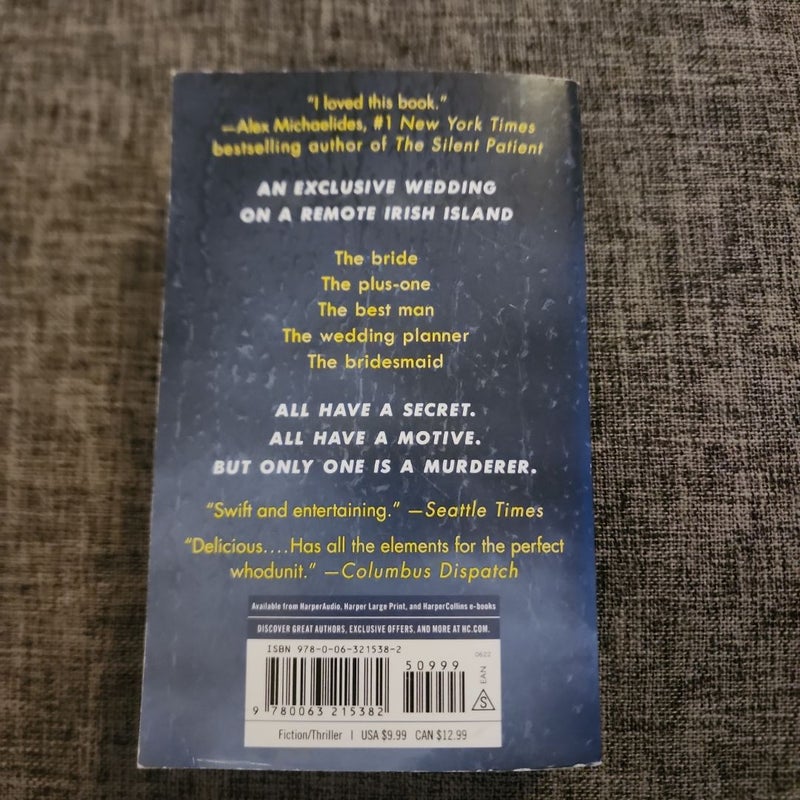 "I loved this book."
—Alex Michaelides, #1 New York Times
bestselling author of The Silent Patient
AN EXCLUSIVE WEDDING
ON A REMOTE IRISH ISLAND
The bride
The plus-one
The best man
The wedding planner
The bridesmaid
ALL HAVE A SECRET.
ALL HAVE A MOTIVE.
BUT ONLY ONE IS A MURDERER.
"Swift and entertaining." —Seattle Times
"Delicious....Has all the elements for the perfect
whodunit." —Columbus Dispatch
Available from HarperAudio, Harper Large Print, and HarperCollins e-books
DISCOVER GREAT AUTHORS, EXCLUSIVE OFFERS, AND MORE AT HC.COM.
ISBN 978-0-06-321538-2
50999
0622
EAN
S
9 780063 215382
Fiction/Thriller | USA $9.99 CAN $12.99